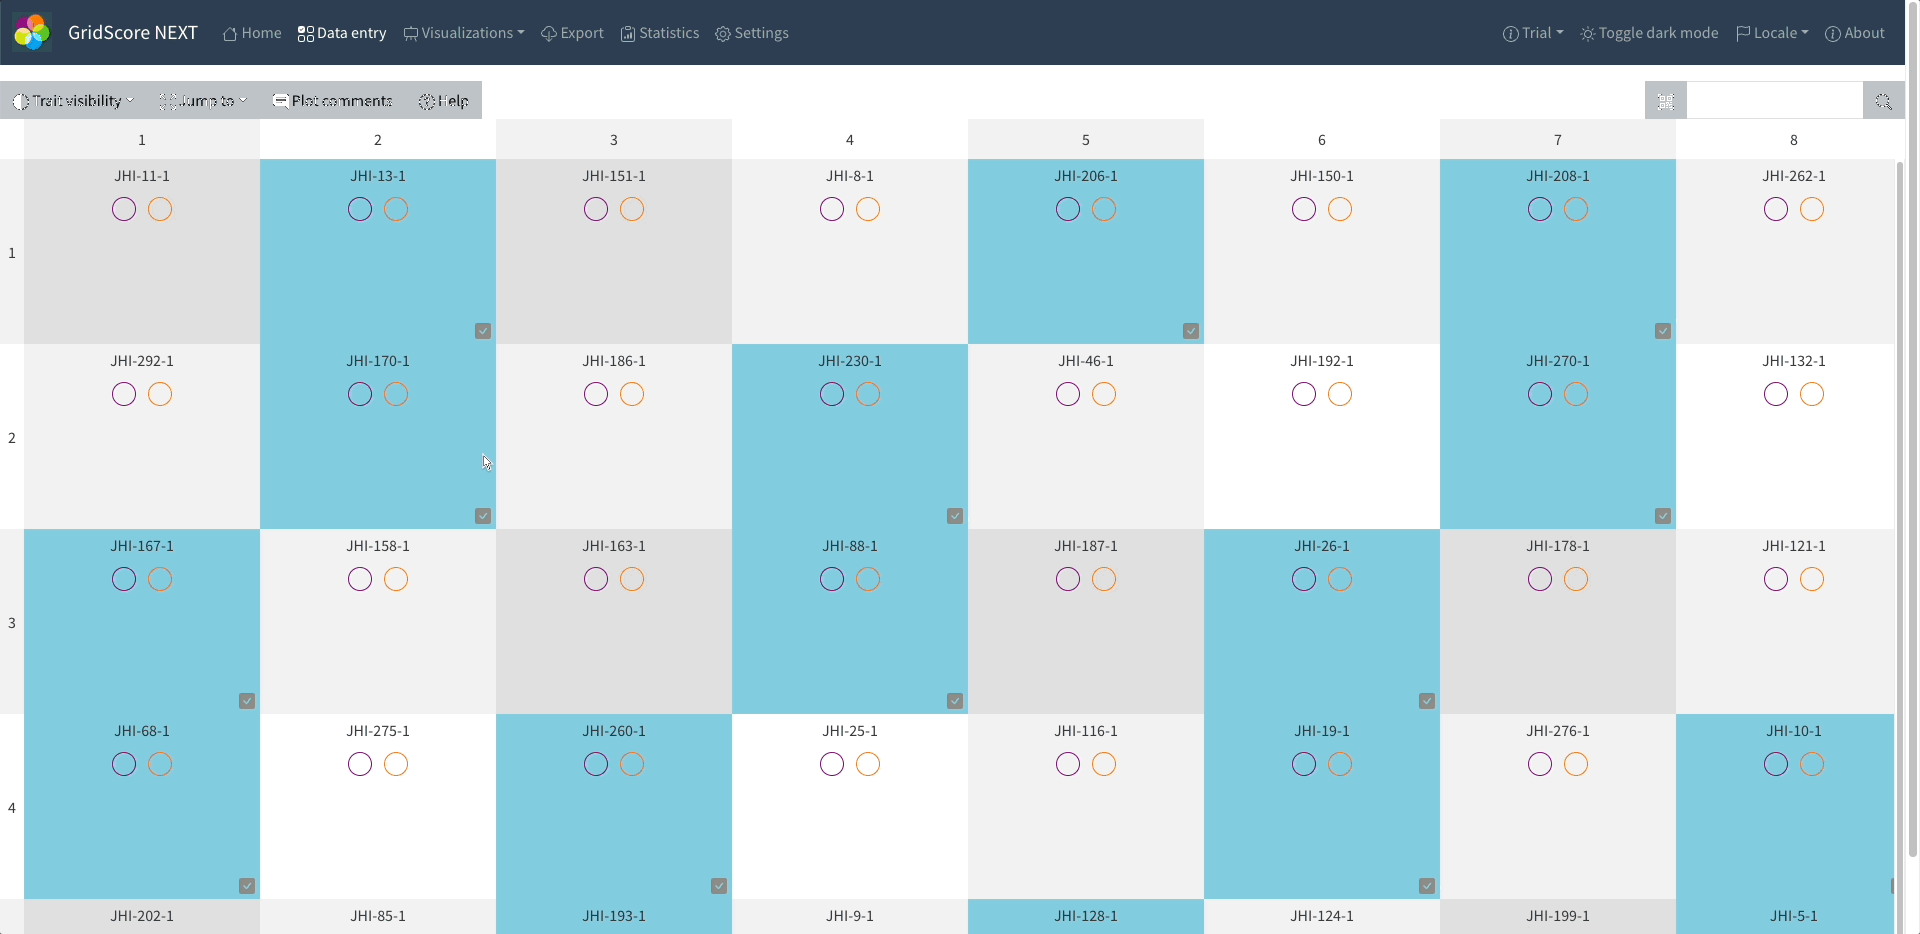 GridScore NEXT Home Data entry Visualizations Export Statistics Settings Trial Toggle dark mode Locale About
Trait visibility Jump to Plot comments Help
1 2 3 4 5 6 7 8
JHI-11-1 JHI-13-1 JHI-151-1 JHI-8-1 JHI-206-1 JHI-150-1 JHI-208-1 JHI-262-1
1
JHI-292-1 JHI-170-1 JHI-186-1 JHI-230-1 JHI-46-1 JHI-192-1 JHI-270-1 JHI-132-1
2
JHI-167-1 JHI-158-1 JHI-163-1 JHI-88-1 JHI-187-1 JHI-26-1 JHI-178-1 JHI-121-1
3
JHI-68-1 JHI-275-1 JHI-260-1 JHI-25-1 JHI-116-1 JHI-19-1 JHI-276-1 JHI-10-1
4
JHI-202-1 JHI-85-1 JHI-193-1 JHI-9-1 JHI-128-1 JHI-124-1 JHI-199-1 JHI-5-1